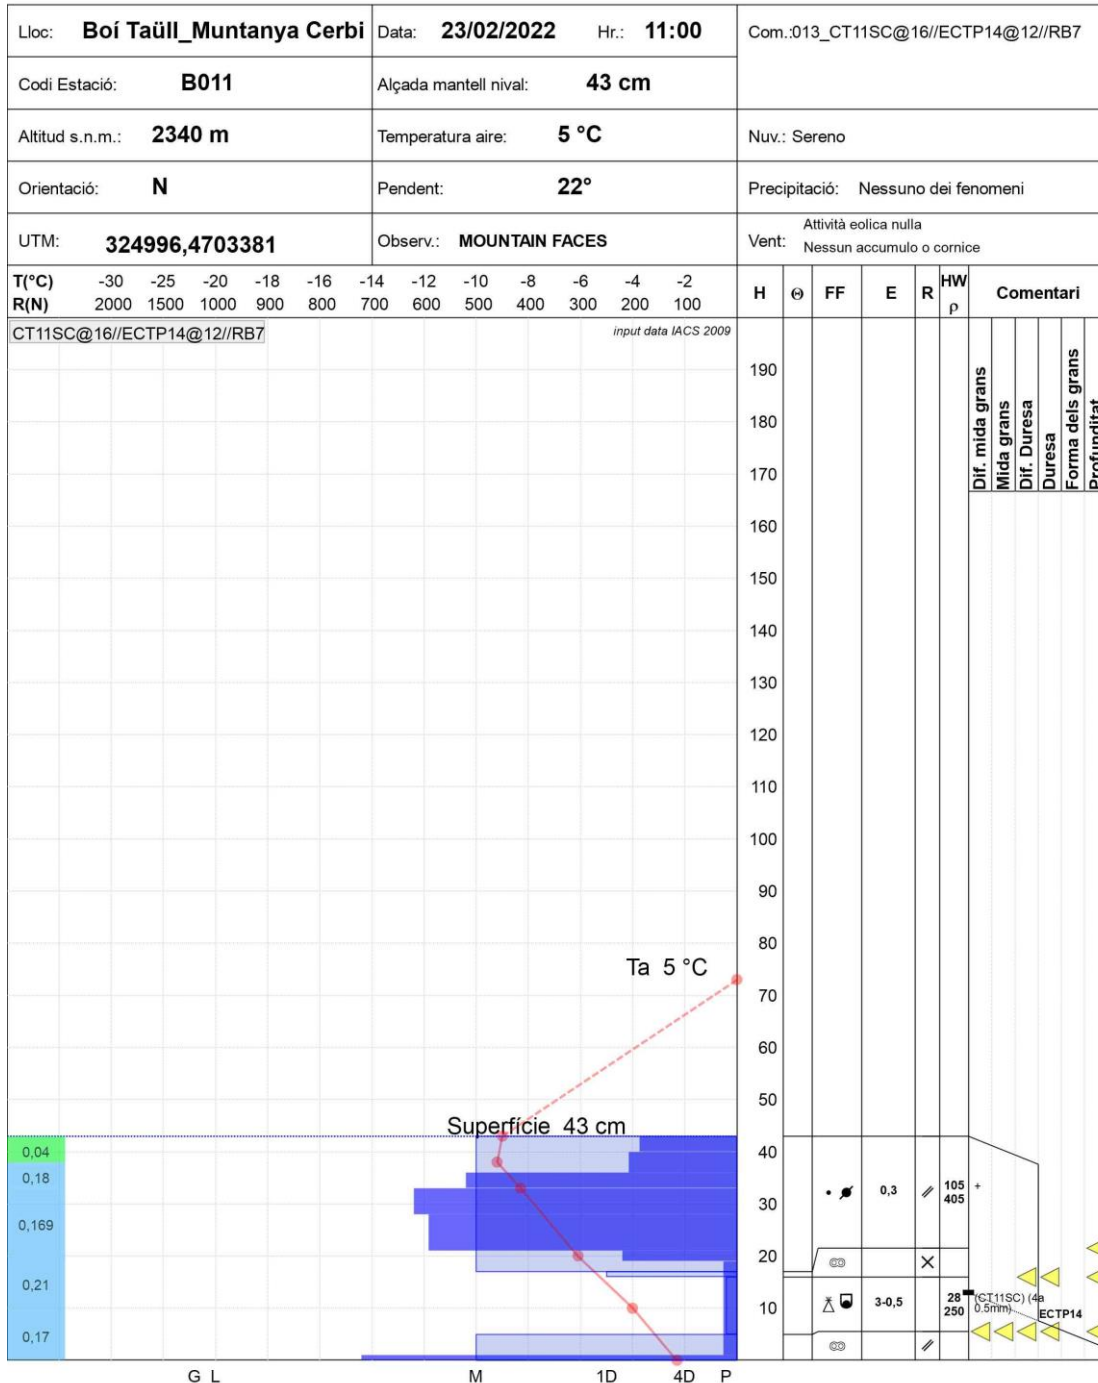 Lloc: Boí Taüll_Muntanya Cerbi Data: 23/02/2022 Hr.: 11:00 Com.:013_CT11SC@16//ECTP14@12//RB7
Codi Estació: B011 Alçada mantell nival: 43 cm
Altitud s.n.m.: 2340 m Temperatura aire: 5 °C Nuv.: Sereno
Orientació: N Pendent: 22° Precipitació: Nessuno dei fenomeni
UTM: 324996,4703381 Observ.: MOUNTAIN FACES Vent: Attività eolica nulla
Nessun accumulo o cornice
T(°C) -30 -25 -20 -18 -16 -14 -12 -10 -8 -6 -4 -2
R(N) 2000 1500 1000 900 800 700 600 500 400 300 200 100
H Θ FF E R HW ρ Comentari
CT11SC@16//ECTP14@12//RB7 input data IACS 2009
Dif. mida grans
Mida grans
Dif. Duresa
Duresa
Forma dels grans
Profunditat
190
180
170
160
150
140
130
120
110
100
90
80
Ta 5 °C
70
60
50
Superfície 43 cm
0,04 40
0,18
30 0,3 105 +
405
0,169
20
0,21
10 3-0,5 28 (CT11SC) (4a
250 0.5mm) ECTP14
0,17
G L M 1D 4D P